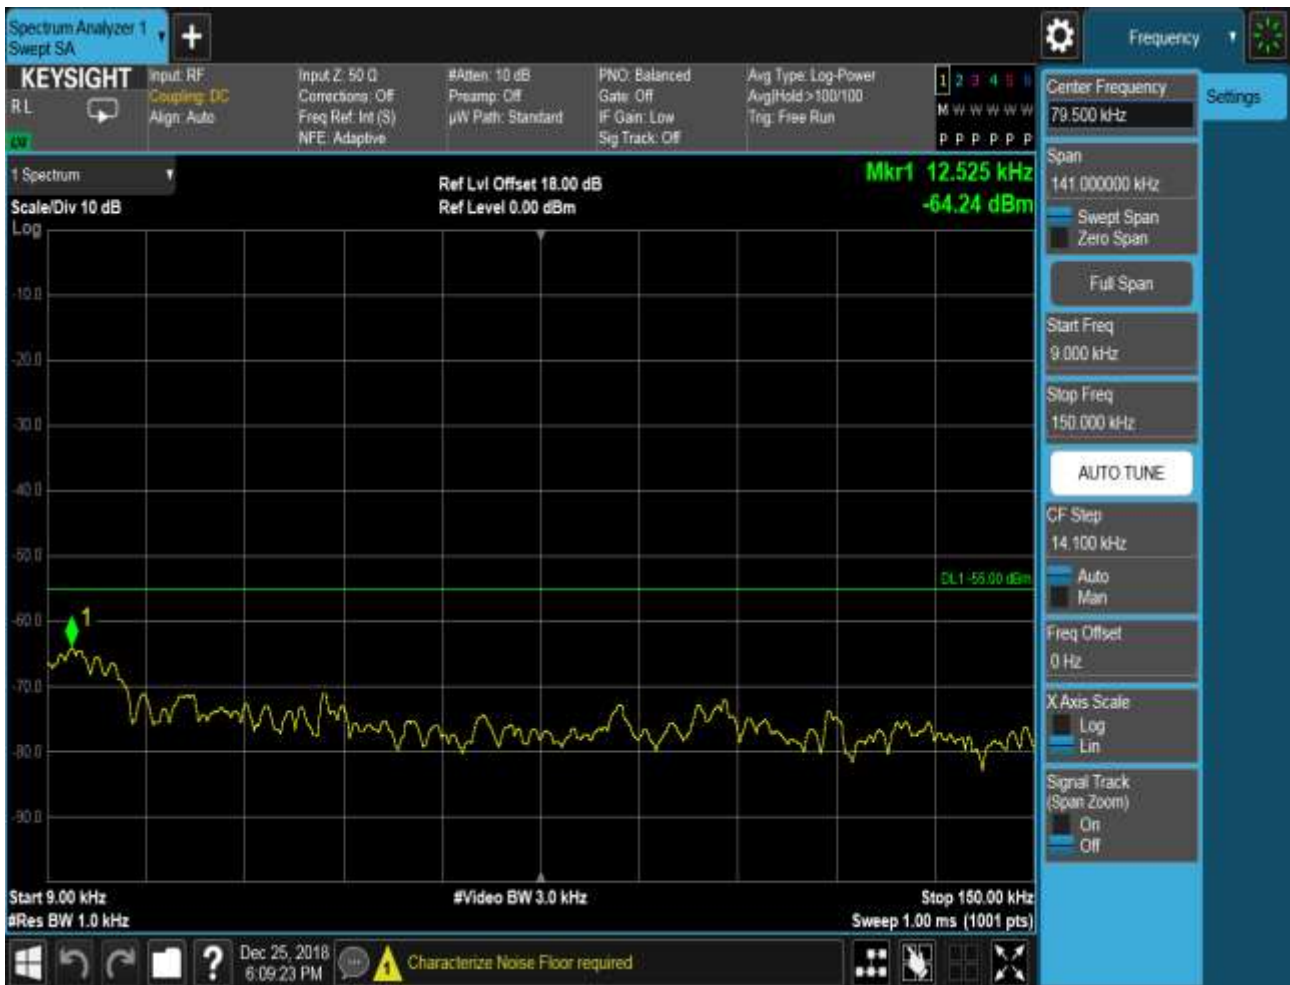 Spectrum Analyzer 1
Swept SA
Frequency
KEYSIGHT
R L
Input: RF
Coupling: DC
Align: Auto
Input Z: 50 Ω
Corrections: Off
Freq Ref: Int (S)
NFE: Adaptive
#Atten: 10 dB
Preamp: Off
µW Path: Standard
PNO: Balanced
Gate: Off
IF Gain: Low
Sig Track: Off
Avg Type: Log-Power
Avg|Hold >100/100
Trig: Free Run
1 2 3 4 5 6
M W W W W W
P P P P P P
1 Spectrum
Scale/Div 10 dB
Log
Ref Lvl Offset 18.00 dB
Ref Level 0.00 dBm
Mkr1 12.525 kHz
-64.24 dBm
-10.0
-20.0
-30.0
-40.0
-50.0
DL1 -55.00 dBm
-60.0
1
-70.0
-80.0
-90.0
Start 9.00 kHz
#Res BW 1.0 kHz
#Video BW 3.0 kHz
Stop 150.00 kHz
Sweep 1.00 ms (1001 pts)
Center Frequency
79.500 kHz
Settings
Span
141.000000 kHz
Swept Span
Zero Span
Full Span
Start Freq
9.000 kHz
Stop Freq
150.000 kHz
AUTO TUNE
CF Step
14.100 kHz
Auto
Man
Freq Offset
0 Hz
X Axis Scale
Log
Lin
Signal Track
(Span Zoom)
On
Off
?
Dec 25, 2018
6:09:23 PM
1
Characterize Noise Floor required